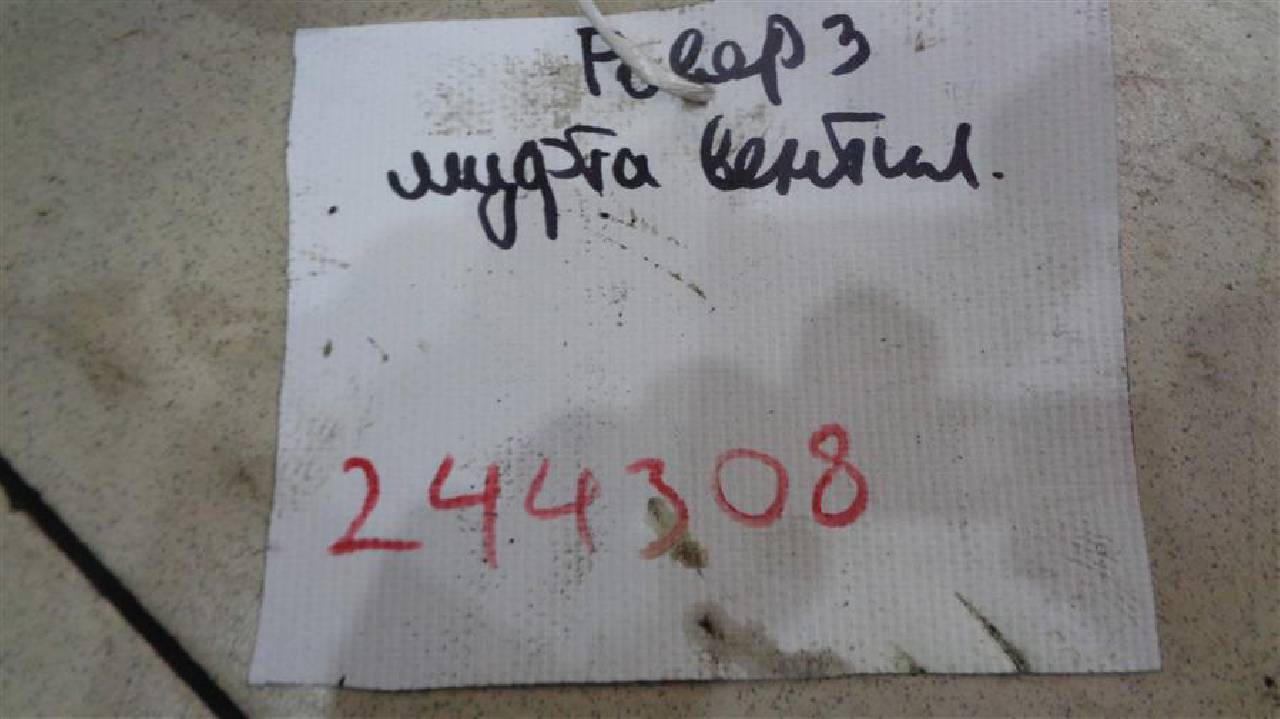 Ровер 3
муфта вентил.
244308